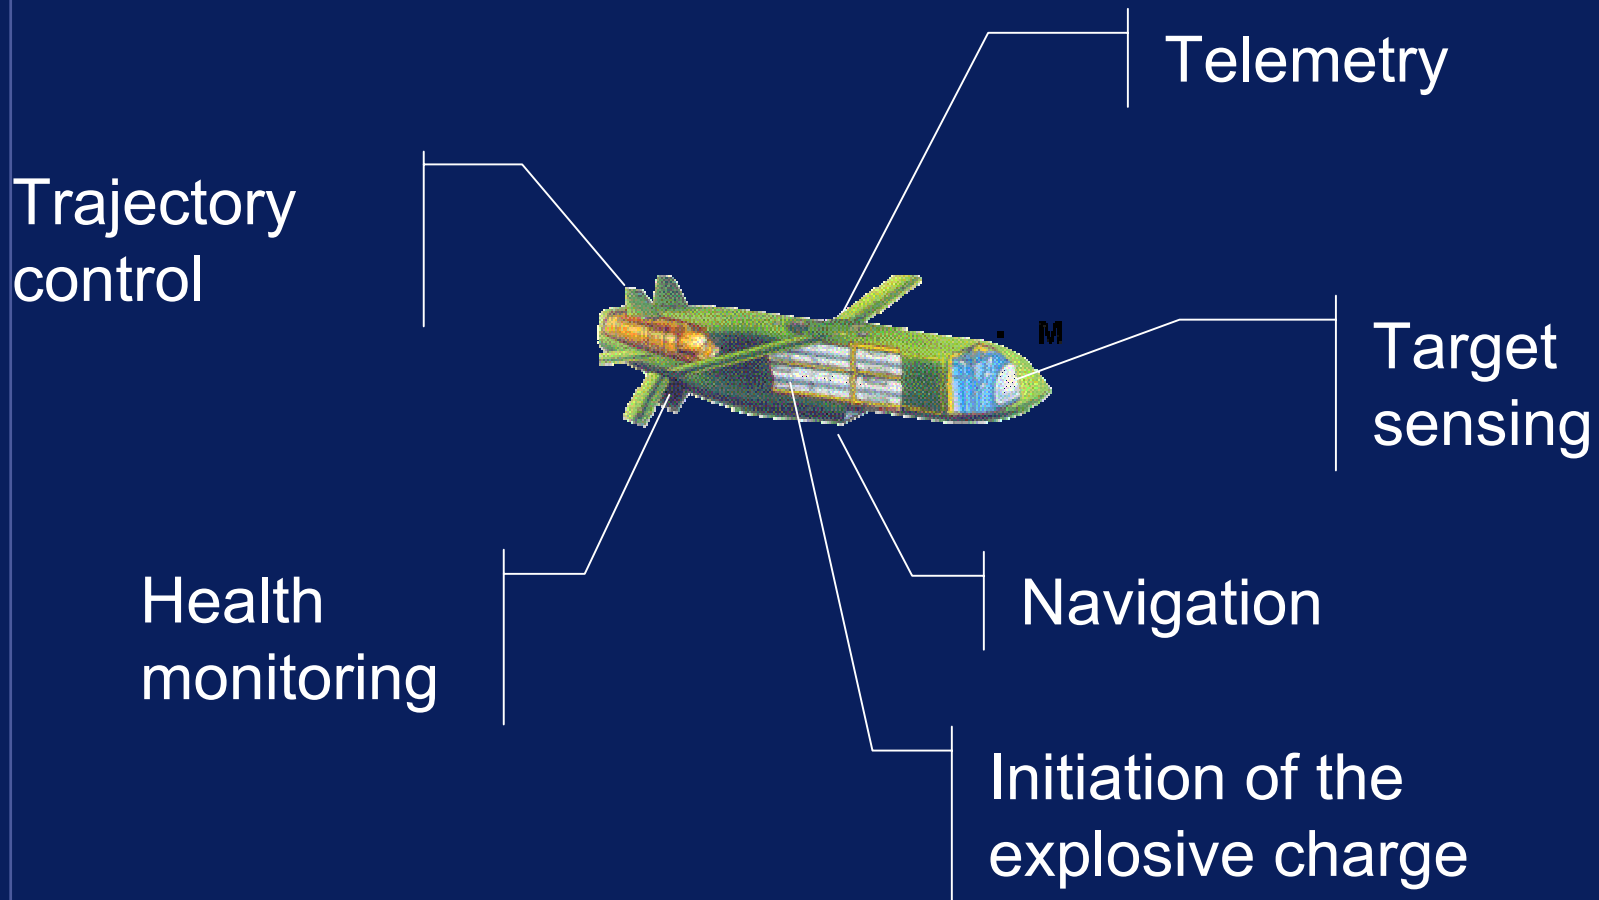 Telemetry
Trajectory
control
· M
Target
sensing
Health
monitoring
Navigation
Initiation of the
explosive charge